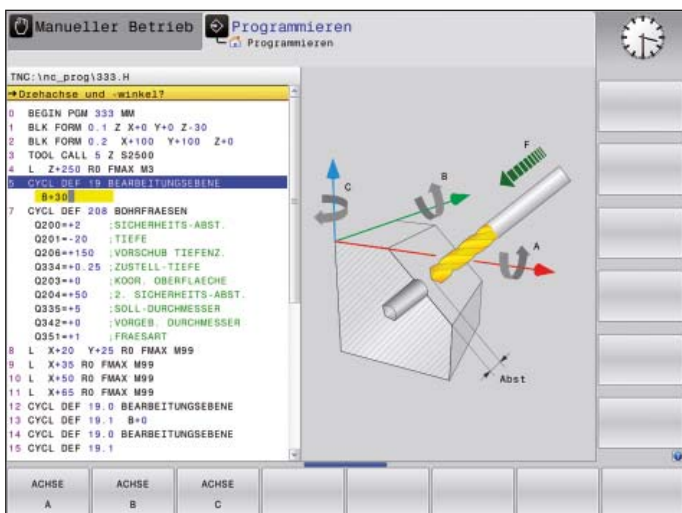 Manueller Betrieb
Programmieren
Programmieren
TNC:\nc_prog\333.H
→Drehachse und -winkel?
0 BEGIN PGM 333 MM
1 BLK FORM 0.1 Z X+0 Y+0 Z-30
2 BLK FORM 0.2 X+100 Y+100 Z+0
3 TOOL CALL 5 Z S2500
4 L Z+250 R0 FMAX M3
5 CYCL DEF 19 BEARBEITUNGSEBENE
B+30
7 CYCL DEF 208 BOHRFRAESEN
Q200=+2 ;SICHERHEITS-ABST.
Q201=-20 ;TIEFE
Q206=+150 ;VORSCHUB TIEFENZ.
Q334=+0.25 ;ZUSTELL-TIEFE
Q203=+0 ;KOOR. OBERFLAECHE
Q204=+50 ;2. SICHERHEITS-ABST.
Q335=+5 ;SOLL-DURCHMESSER
Q342=+0 ;VORGEB. DURCHMESSER
Q351=+1 ;FRAESART
8 L X+20 Y+25 R0 FMAX M99
9 L X+35 R0 FMAX M99
10 L X+50 R0 FMAX M99
11 L X+65 R0 FMAX M99
12 CYCL DEF 19.0 BEARBEITUNGSEBENE
13 CYCL DEF 19.1 B+0
14 CYCL DEF 19.0 BEARBEITUNGSEBENE
15 CYCL DEF 19.1
F
B
C
A
Abst
ACHSE
A
ACHSE
B
ACHSE
C